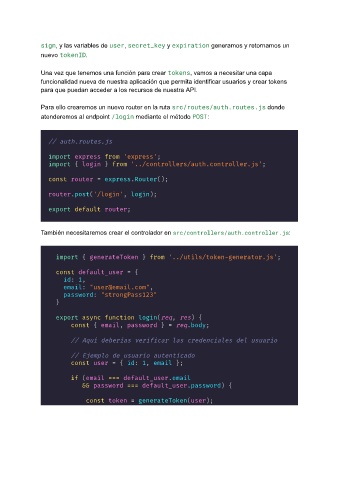 sign, y las variables de user, secret_key y expiration generamos y retornamos un
nuevo tokenID.
Una vez que tenemos una función para crear tokens, vamos a necesitar una capa
funcionalidad nueva de nuestra aplicación que permita identificar usuarios y crear tokens
para que puedan acceder a los recursos de nuestra API.
Para ello crearemos un nuevo router en la ruta src/routes/auth.routes.js donde
atenderemos al endpoint /login mediante el método POST:
// auth.routes.js
import express from 'express';
import { login } from '../controllers/auth.controller.js';
const router = express.Router();
router.post('/login', login);
export default router;
También necesitaremos crear el controlador en src/controllers/auth.controller.js:
import { generateToken } from '../utils/token-generator.js';
const default_user = {
id: 1,
email: "user@email.com",
password: "strongPass123"
}
export async function login(req, res) {
const { email, password } = req.body;
// Aquí deberías verificar las credenciales del usuario
// Ejemplo de usuario autenticado
const user = { id: 1, email };
if (email === default_user.email
&& password === default_user.password) {
const token = generateToken(user);